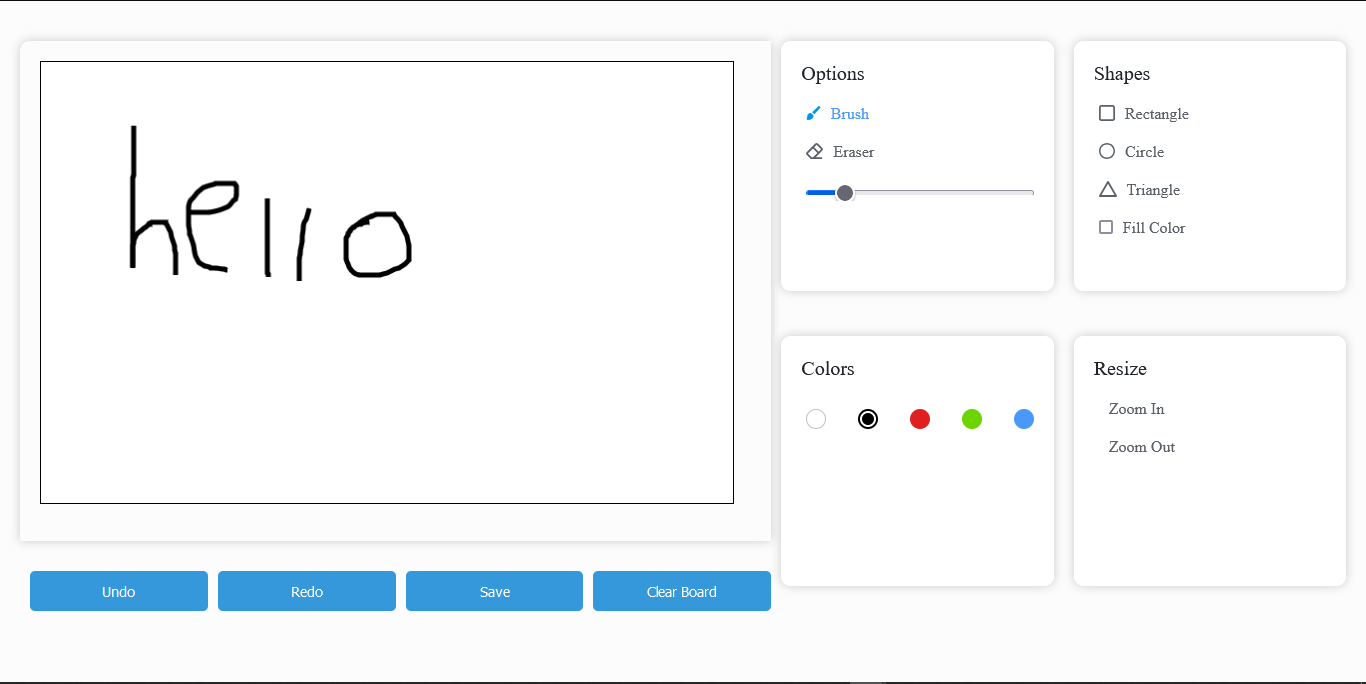 Options
Shapes
Brush
Rectangle
Eraser
Circle
Triangle
Fill Color
hello
Colors
Resize
Zoom In
Zoom Out
Undo
Redo
Save
Clear Board